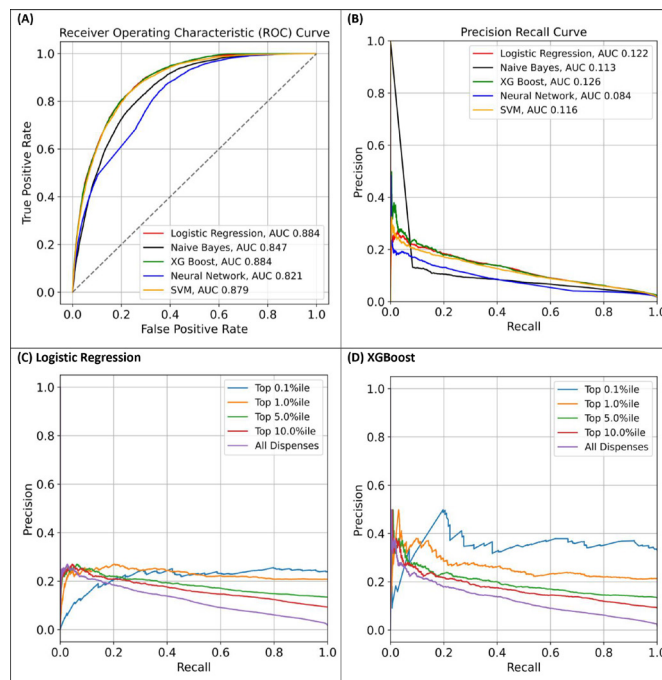 (A)
Receiver Operating Characteristic (ROC) Curve
True Positive Rate
1.0
0.8
0.6
0.4
0.2
0.0
Logistic Regression, AUC 0.884
Naive Bayes, AUC 0.847
XG Boost, AUC 0.884
Neural Network, AUC 0.821
SVM, AUC 0.879
0.0 0.2 0.4 0.6 0.8 1.0
False Positive Rate
(B)
Precision Recall Curve
Precision
1.0
0.8
0.6
0.4
0.2
0.0
Logistic Regression, AUC 0.122
Naive Bayes, AUC 0.113
XG Boost, AUC 0.126
Neural Network, AUC 0.084
SVM, AUC 0.116
0.0 0.2 0.4 0.6 0.8 1.0
Recall
(C) Logistic Regression
Precision
1.0
0.8
0.6
0.4
0.2
0.0
Top 0.1%ile
Top 1.0%ile
Top 5.0%ile
Top 10.0%ile
All Dispenses
0.0 0.2 0.4 0.6 0.8 1.0
Recall
(D) XGBoost
Precision
1.0
0.8
0.6
0.4
0.2
0.0
Top 0.1%ile
Top 1.0%ile
Top 5.0%ile
Top 10.0%ile
All Dispenses
0.0 0.2 0.4 0.6 0.8 1.0
Recall